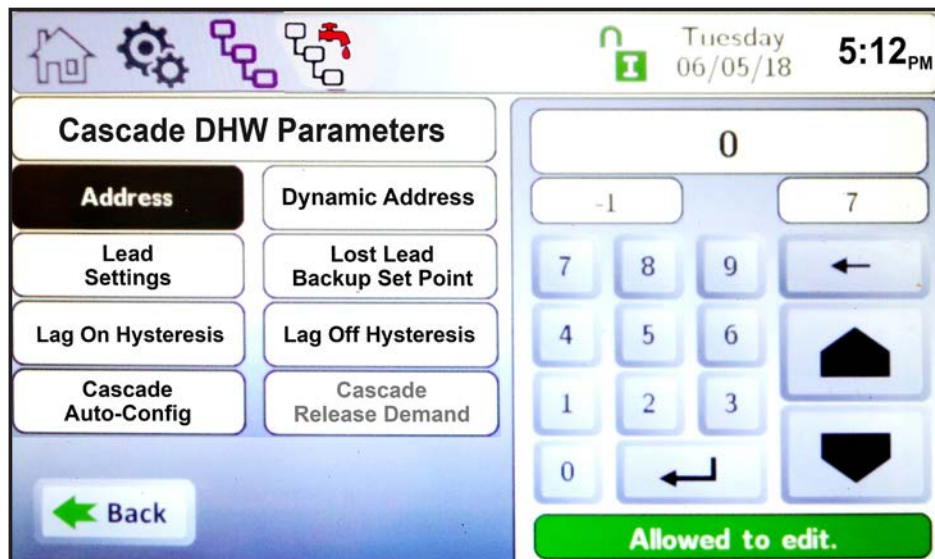 Tuesday
06/05/18
5:12PM
I
Cascade DHW Parameters
Address
Dynamic Address
Lead
Settings
Lost Lead
Backup Set Point
Lag On Hysteresis
Lag Off Hysteresis
Cascade
Auto-Config
Cascade
Release Demand
Back
0
-1
7
7 8 9
4 5 6
1 2 3
0
Allowed to edit.